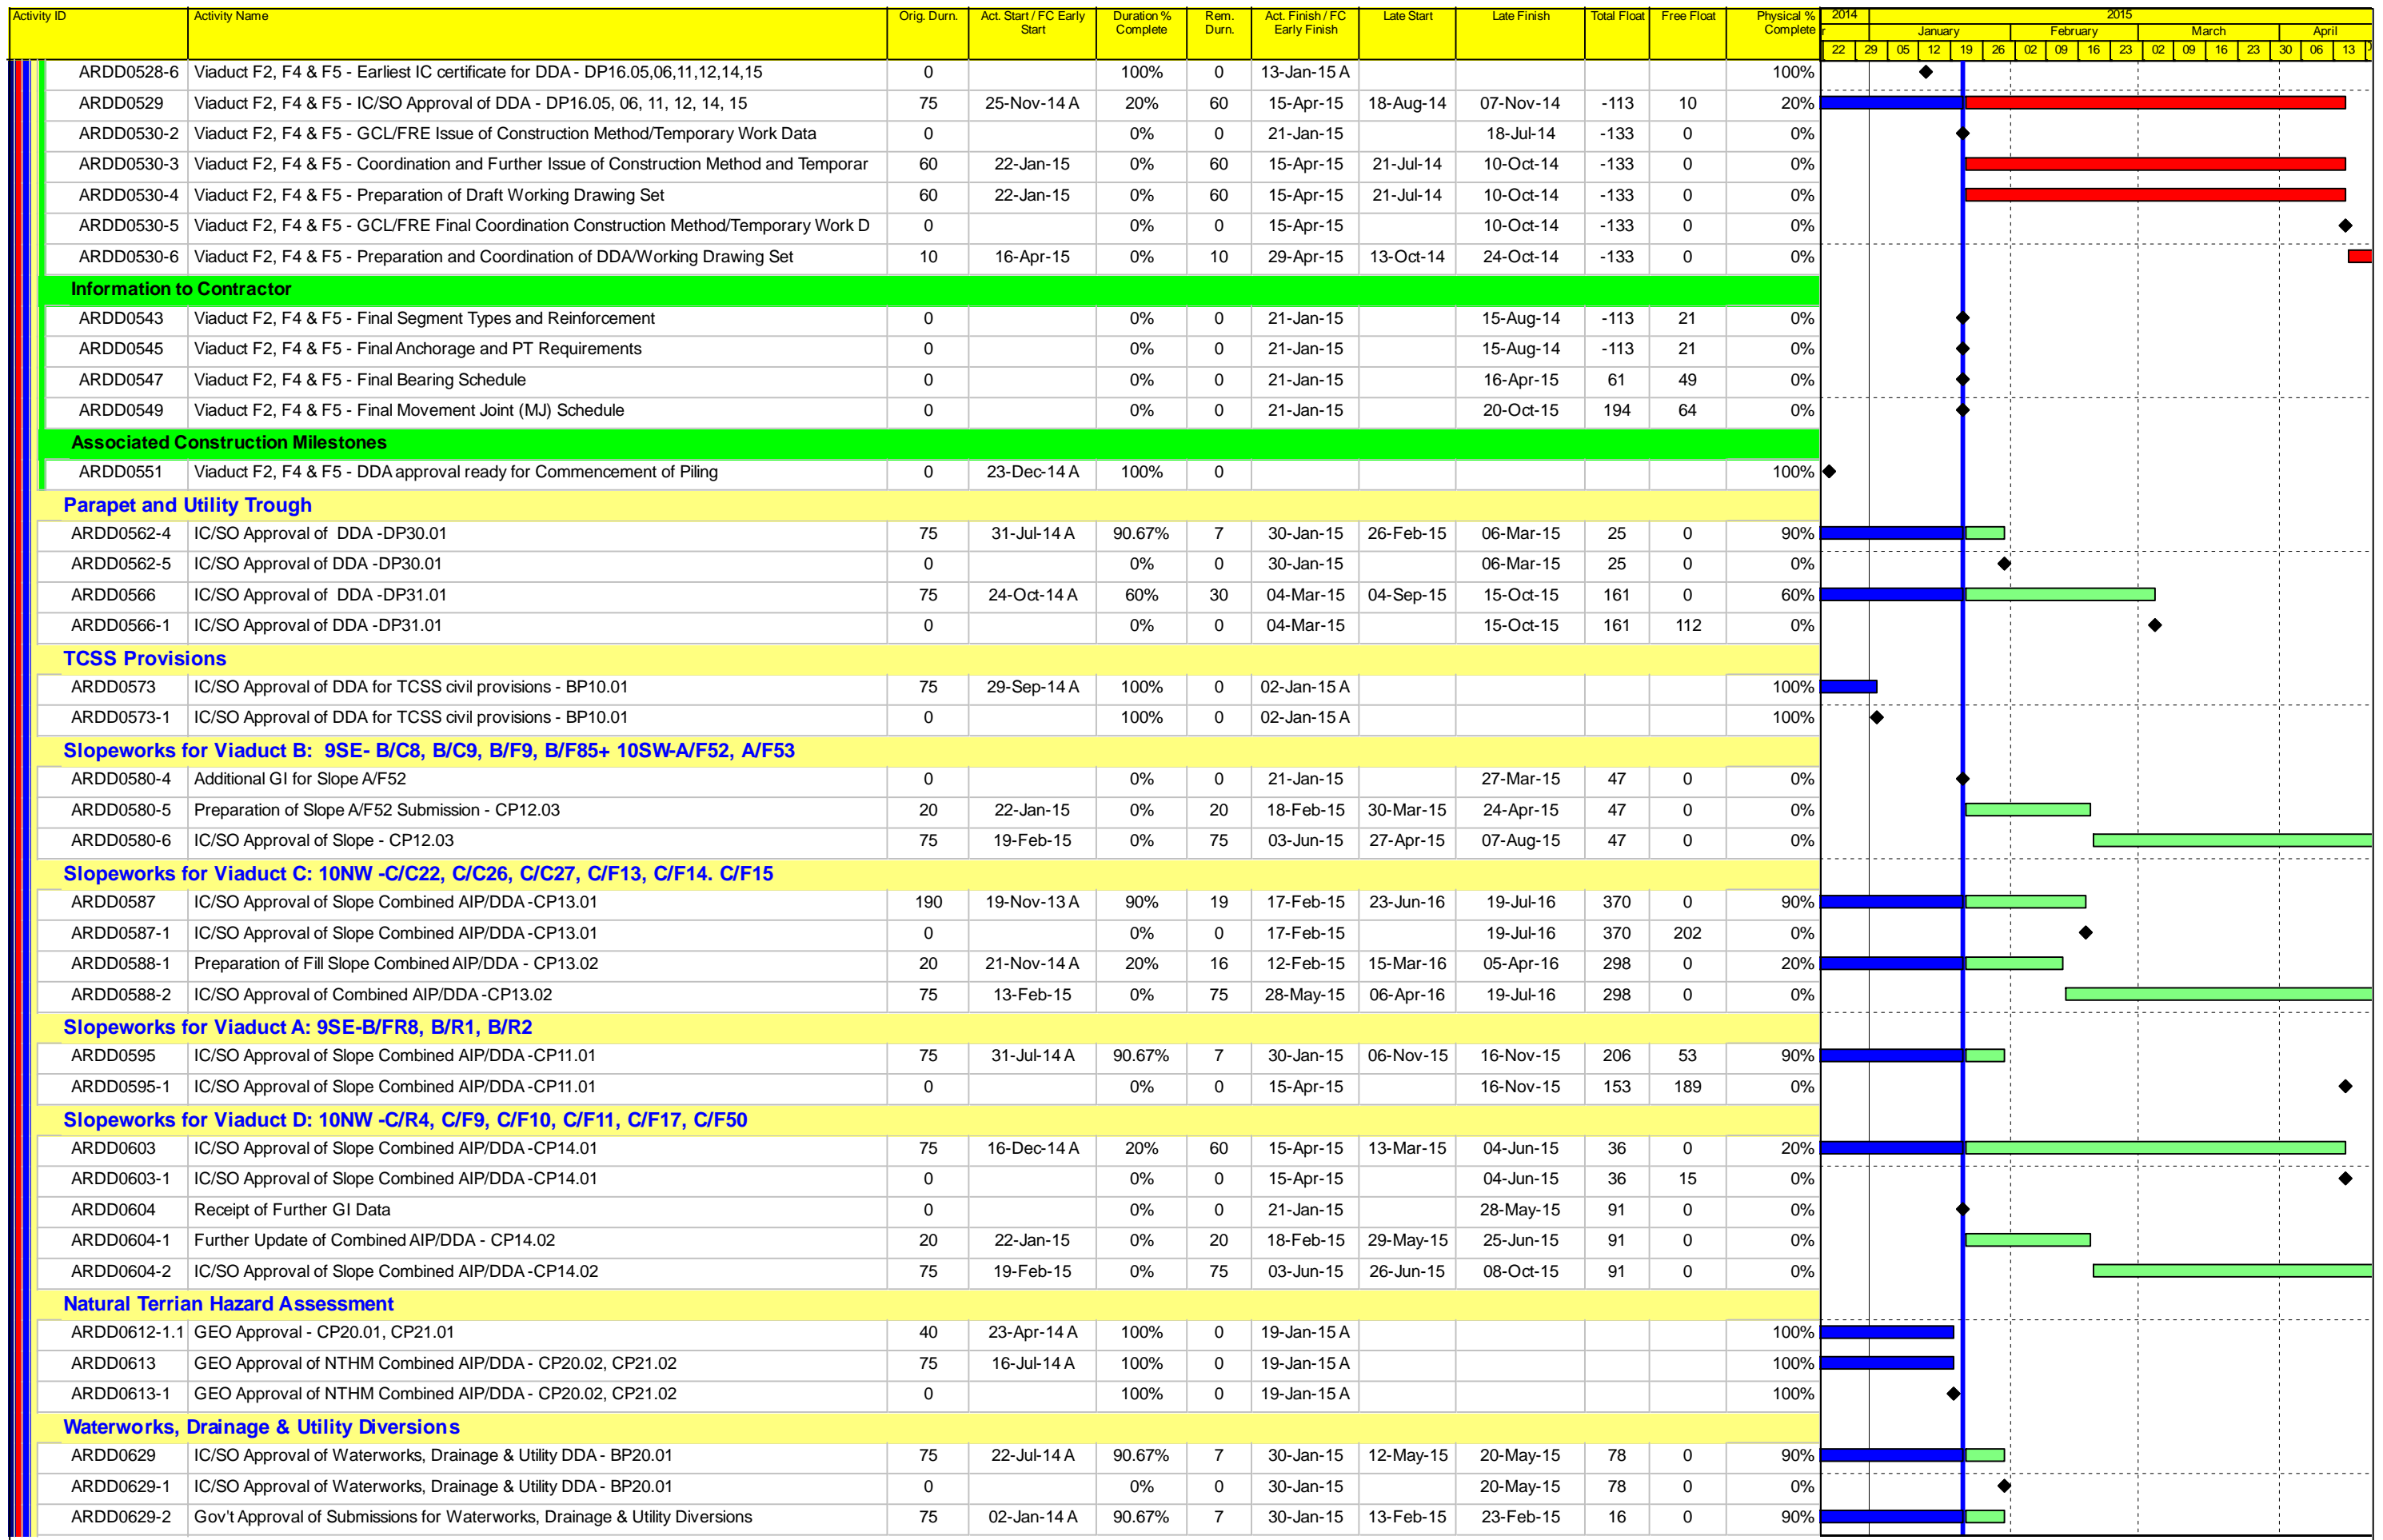 Activity ID Activity Name Orig. Durn. Act. Start / FC Early Start Duration % Complete Rem. Durn. Act. Finish / FC Early Finish Late Start Late Finish Total Float Free Float Physical % Complete 2014 2015
r January February March April
22 29 05 12 19 26 02 09 16 23 02 09 16 23 30 06 13
ARDD0528-6 Viaduct F2, F4 & F5 - Earliest IC certificate for DDA - DP16.05,06,11,12,14,15 0 100% 0 13-Jan-15 A 100%
ARDD0529 Viaduct F2, F4 & F5 - IC/SO Approval of DDA - DP16.05, 06, 11, 12, 14, 15 75 25-Nov-14 A 20% 60 15-Apr-15 18-Aug-14 07-Nov-14 -113 10 20%
ARDD0530-2 Viaduct F2, F4 & F5 - GCL/FRE Issue of Construction Method/Temporary Work Data 0 0% 0 21-Jan-15 18-Jul-14 -133 0 0%
ARDD0530-3 Viaduct F2, F4 & F5 - Coordination and Further Issue of Construction Method and Temporar 60 22-Jan-15 0% 60 15-Apr-15 21-Jul-14 10-Oct-14 -133 0 0%
ARDD0530-4 Viaduct F2, F4 & F5 - Preparation of Draft Working Drawing Set 60 22-Jan-15 0% 60 15-Apr-15 21-Jul-14 10-Oct-14 -133 0 0%
ARDD0530-5 Viaduct F2, F4 & F5 - GCL/FRE Final Coordination Construction Method/Temporary Work D 0 0% 0 15-Apr-15 10-Oct-14 -133 0 0%
ARDD0530-6 Viaduct F2, F4 & F5 - Preparation and Coordination of DDA/Working Drawing Set 10 16-Apr-15 0% 10 29-Apr-15 13-Oct-14 24-Oct-14 -133 0 0%
Information to Contractor
ARDD0543 Viaduct F2, F4 & F5 - Final Segment Types and Reinforcement 0 0% 0 21-Jan-15 15-Aug-14 -113 21 0%
ARDD0545 Viaduct F2, F4 & F5 - Final Anchorage and PT Requirements 0 0% 0 21-Jan-15 15-Aug-14 -113 21 0%
ARDD0547 Viaduct F2, F4 & F5 - Final Bearing Schedule 0 0% 0 21-Jan-15 16-Apr-15 61 49 0%
ARDD0549 Viaduct F2, F4 & F5 - Final Movement Joint (MJ) Schedule 0 0% 0 21-Jan-15 20-Oct-15 194 64 0%
Associated Construction Milestones
ARDD0551 Viaduct F2, F4 & F5 - DDA approval ready for Commencement of Piling 0 23-Dec-14 A 100% 0 100%
Parapet and Utility Trough
ARDD0562-4 IC/SO Approval of DDA -DP30.01 75 31-Jul-14 A 90.67% 7 30-Jan-15 26-Feb-15 06-Mar-15 25 0 90%
ARDD0562-5 IC/SO Approval of DDA -DP30.01 0 0% 0 30-Jan-15 06-Mar-15 25 0 0%
ARDD0566 IC/SO Approval of DDA -DP31.01 75 24-Oct-14 A 60% 30 04-Mar-15 04-Sep-15 15-Oct-15 161 0 60%
ARDD0566-1 IC/SO Approval of DDA -DP31.01 0 0% 0 04-Mar-15 15-Oct-15 161 112 0%
TCSS Provisions
ARDD0573 IC/SO Approval of DDA for TCSS civil provisions - BP10.01 75 29-Sep-14 A 100% 0 02-Jan-15 A 100%
ARDD0573-1 IC/SO Approval of DDA for TCSS civil provisions - BP10.01 0 100% 0 02-Jan-15 A 100%
Slopeworks for Viaduct B: 9SE- B/C8, B/C9, B/F9, B/F85+ 10SW-A/F52, A/F53
ARDD0580-4 Additional GI for Slope A/F52 0 0% 0 21-Jan-15 27-Mar-15 47 0 0%
ARDD0580-5 Preparation of Slope A/F52 Submission - CP12.03 20 22-Jan-15 0% 20 18-Feb-15 30-Mar-15 24-Apr-15 47 0 0%
ARDD0580-6 IC/SO Approval of Slope - CP12.03 75 19-Feb-15 0% 75 03-Jun-15 27-Apr-15 07-Aug-15 47 0 0%
Slopeworks for Viaduct C: 10NW -C/C22, C/C26, C/C27, C/F13, C/F14. C/F15
ARDD0587 IC/SO Approval of Slope Combined AIP/DDA -CP13.01 190 19-Nov-13 A 90% 19 17-Feb-15 23-Jun-16 19-Jul-16 370 0 90%
ARDD0587-1 IC/SO Approval of Slope Combined AIP/DDA -CP13.01 0 0% 0 17-Feb-15 19-Jul-16 370 202 0%
ARDD0588-1 Preparation of Fill Slope Combined AIP/DDA - CP13.02 20 21-Nov-14 A 20% 16 12-Feb-15 15-Mar-16 05-Apr-16 298 0 20%
ARDD0588-2 IC/SO Approval of Combined AIP/DDA -CP13.02 75 13-Feb-15 0% 75 28-May-15 06-Apr-16 19-Jul-16 298 0 0%
Slopeworks for Viaduct A: 9SE-B/FR8, B/R1, B/R2
ARDD0595 IC/SO Approval of Slope Combined AIP/DDA -CP11.01 75 31-Jul-14 A 90.67% 7 30-Jan-15 06-Nov-15 16-Nov-15 206 53 90%
ARDD0595-1 IC/SO Approval of Slope Combined AIP/DDA -CP11.01 0 0% 0 15-Apr-15 16-Nov-15 153 189 0%
Slopeworks for Viaduct D: 10NW -C/R4, C/F9, C/F10, C/F11, C/F17, C/F50
ARDD0603 IC/SO Approval of Slope Combined AIP/DDA -CP14.01 75 16-Dec-14 A 20% 60 15-Apr-15 13-Mar-15 04-Jun-15 36 0 20%
ARDD0603-1 IC/SO Approval of Slope Combined AIP/DDA -CP14.01 0 0% 0 15-Apr-15 04-Jun-15 36 15 0%
ARDD0604 Receipt of Further GI Data 0 0% 0 21-Jan-15 28-May-15 91 0 0%
ARDD0604-1 Further Update of Combined AIP/DDA - CP14.02 20 22-Jan-15 0% 20 18-Feb-15 29-May-15 25-Jun-15 91 0 0%
ARDD0604-2 IC/SO Approval of Slope Combined AIP/DDA -CP14.02 75 19-Feb-15 0% 75 03-Jun-15 26-Jun-15 08-Oct-15 91 0 0%
Natural Terrian Hazard Assessment
ARDD0612-1.1 GEO Approval - CP20.01, CP21.01 40 23-Apr-14 A 100% 0 19-Jan-15 A 100%
ARDD0613 GEO Approval of NTHM Combined AIP/DDA - CP20.02, CP21.02 75 16-Jul-14 A 100% 0 19-Jan-15 A 100%
ARDD0613-1 GEO Approval of NTHM Combined AIP/DDA - CP20.02, CP21.02 0 100% 0 19-Jan-15 A 100%
Waterworks, Drainage & Utility Diversions
ARDD0629 IC/SO Approval of Waterworks, Drainage & Utility DDA - BP20.01 75 22-Jul-14 A 90.67% 7 30-Jan-15 12-May-15 20-May-15 78 0 90%
ARDD0629-1 IC/SO Approval of Waterworks, Drainage & Utility DDA - BP20.01 0 0% 0 30-Jan-15 20-May-15 78 0 0%
ARDD0629-2 Gov't Approval of Submissions for Waterworks, Drainage & Utility Diversions 75 02-Jan-14 A 90.67% 7 30-Jan-15 13-Feb-15 23-Feb-15 16 0 90%